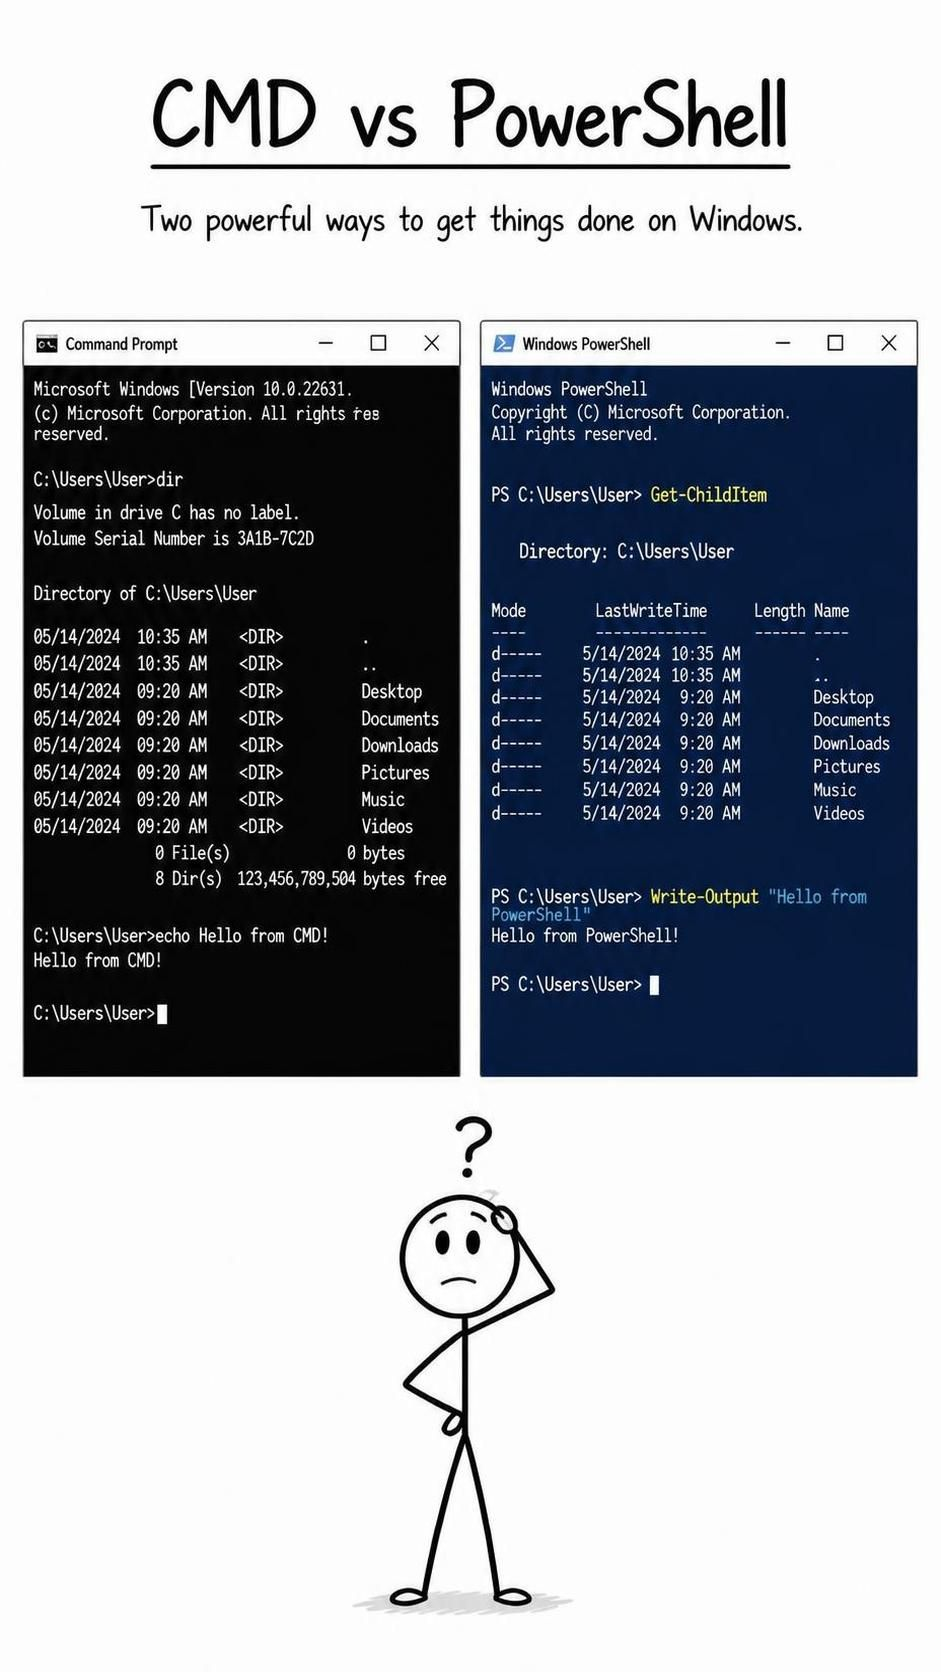 CMD vs PowerShell
Two powerful ways to get things done on Windows.
Command Prompt
Microsoft Windows [Version 10.0.22631.
(c) Microsoft Corporation. All rights res
reserved.
C:\Users\User>dir
Volume in drive C has no label.
Volume Serial Number is 3A1B-7C2D
Directory of C:\Users\User
05/14/2024 10:35 AM <DIR> .
05/14/2024 10:35 AM <DIR> ..
05/14/2024 09:20 AM <DIR> Desktop
05/14/2024 09:20 AM <DIR> Documents
05/14/2024 09:20 AM <DIR> Downloads
05/14/2024 09:20 AM <DIR> Pictures
05/14/2024 09:20 AM <DIR> Music
05/14/2024 09:20 AM <DIR> Videos
0 File(s) 0 bytes
8 Dir(s) 123,456,789,504 bytes free
C:\Users\User>echo Hello from CMD!
Hello from CMD!
C:\Users\User>
Windows PowerShell
Windows PowerShell
Copyright (C) Microsoft Corporation.
All rights reserved.
PS C:\Users\User> Get-ChildItem
Directory: C:\Users\User
Mode LastWriteTime Length Name
---- ------------- ------ ----
d----- 5/14/2024 10:35 AM .
d----- 5/14/2024 10:35 AM ..
d----- 5/14/2024 9:20 AM Desktop
d----- 5/14/2024 9:20 AM Documents
d----- 5/14/2024 9:20 AM Downloads
d----- 5/14/2024 9:20 AM Pictures
d----- 5/14/2024 9:20 AM Music
d----- 5/14/2024 9:20 AM Videos
PS C:\Users\User> Write-Output "Hello from
PowerShell"
Hello from PowerShell!
PS C:\Users\User>
?